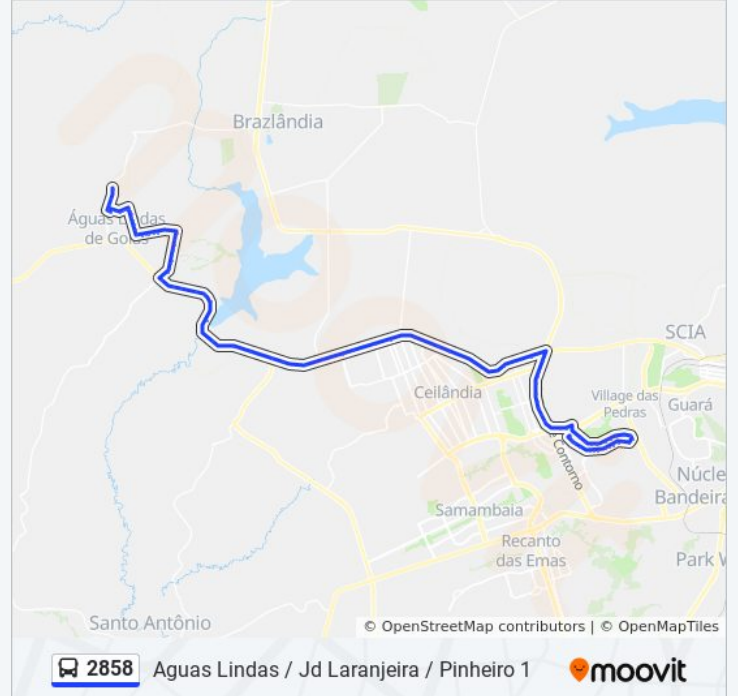 Brazlândia
Águas Lindas
de Goiás
SCIA
Ceilândia
Village das
Pedras
Guará
Contorno
Núcle
Bandeira
Samambaia
Recanto
das Emas
Park W
Santo Antônio
© OpenStreetMap contributors | © OpenMapTiles
2858 Aguas Lindas / Jd Laranjeira / Pinheiro 1 moovit